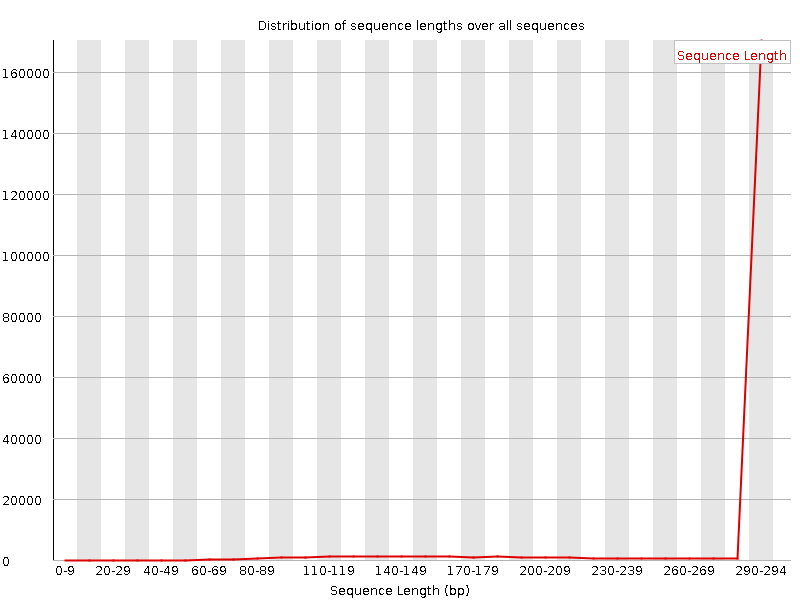 Distribution of sequence lengths over all sequences
Sequence Length
160000
140000
120000
100000
80000
60000
40000
20000
0
0-9 20-29 40-49 60-69 80-89 110-119 140-149 170-179 200-209 230-239 260-269 290-294
Sequence Length (bp)